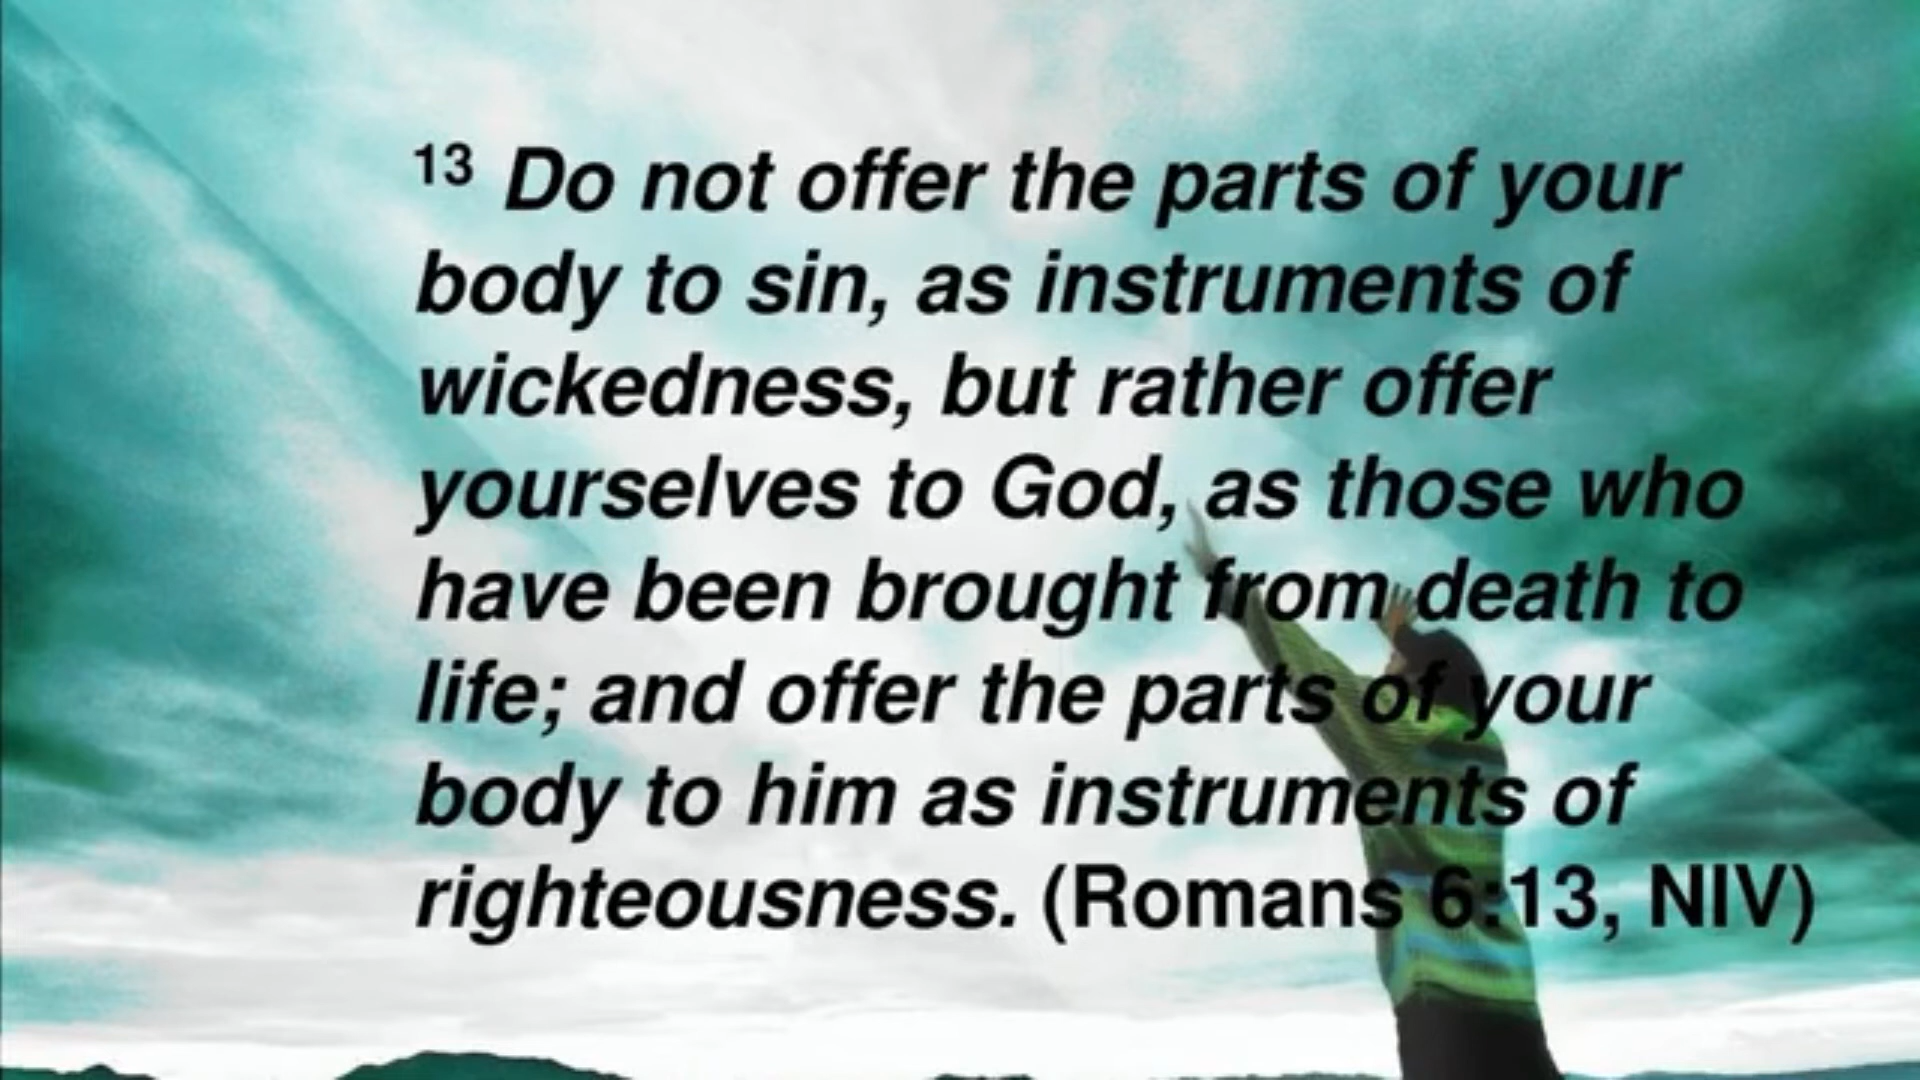 13 Do not offer the parts of your
body to sin, as instruments of
wickedness, but rather offer
yourselves to God, as those who
have been brought from death to
life; and offer the parts of your
body to him as instruments of
righteousness. (Romans 6:13, NIV)